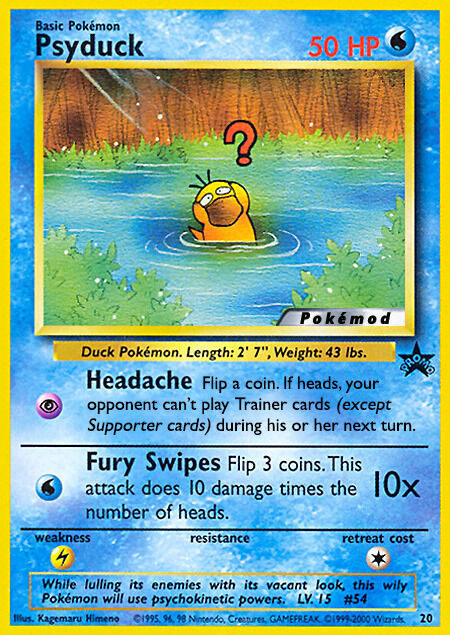 Basic Pokémon
Psyduck
50 HP
?
Pokémod
Duck Pokémon. Length: 2' 7", Weight: 43 lbs.
PROMO
Headache Flip a coin. If heads, your
opponent can't play Trainer cards (except
Supporter cards) during his or her next turn.
Fury Swipes Flip 3 coins. This
attack does 10 damage times the
number of heads.
10x
weakness resistance retreat cost
While lulling its enemies with its vacant look, this wily
Pokémon will use psychokinetic powers. LV. 15 #54
Illus. Kagemaru Himeno ©1995, 96, 98 Nintendo, Creatures, GAMEFREAK. ©1999-2000 Wizards. 20